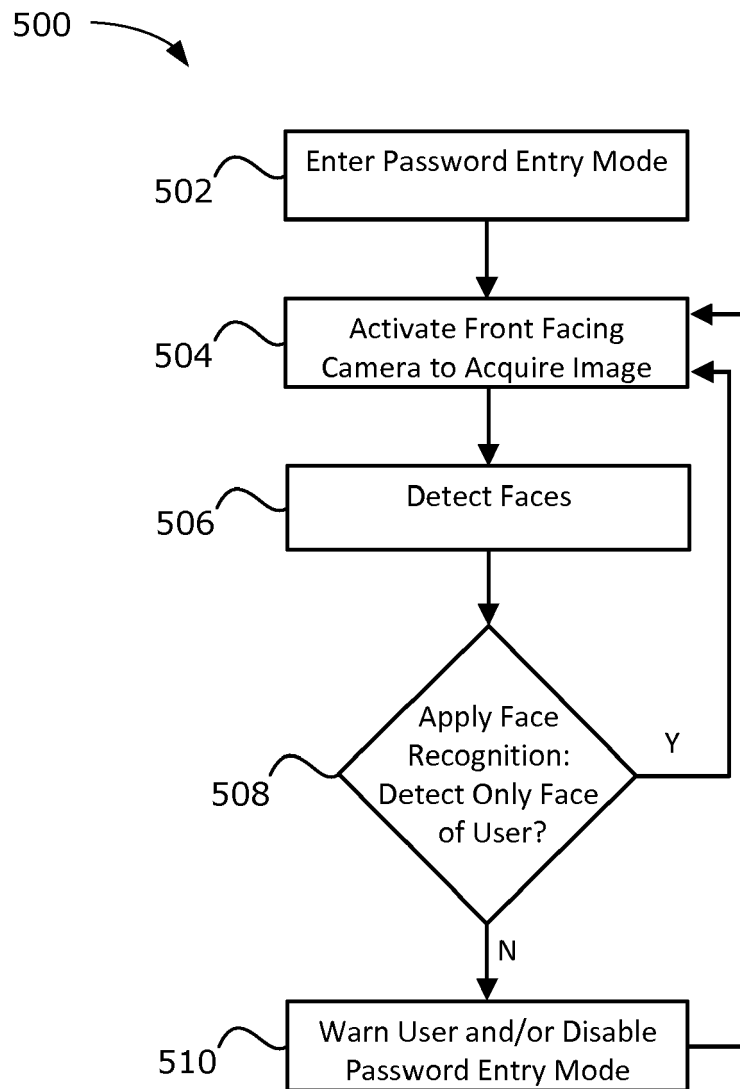 500
502
Enter Password Entry Mode
504
Activate Front Facing
Camera to Acquire Image
506
Detect Faces
508
Apply Face
Recognition:
Detect Only Face
of User?
Y
N
510
Warn User and/or Disable
Password Entry Mode